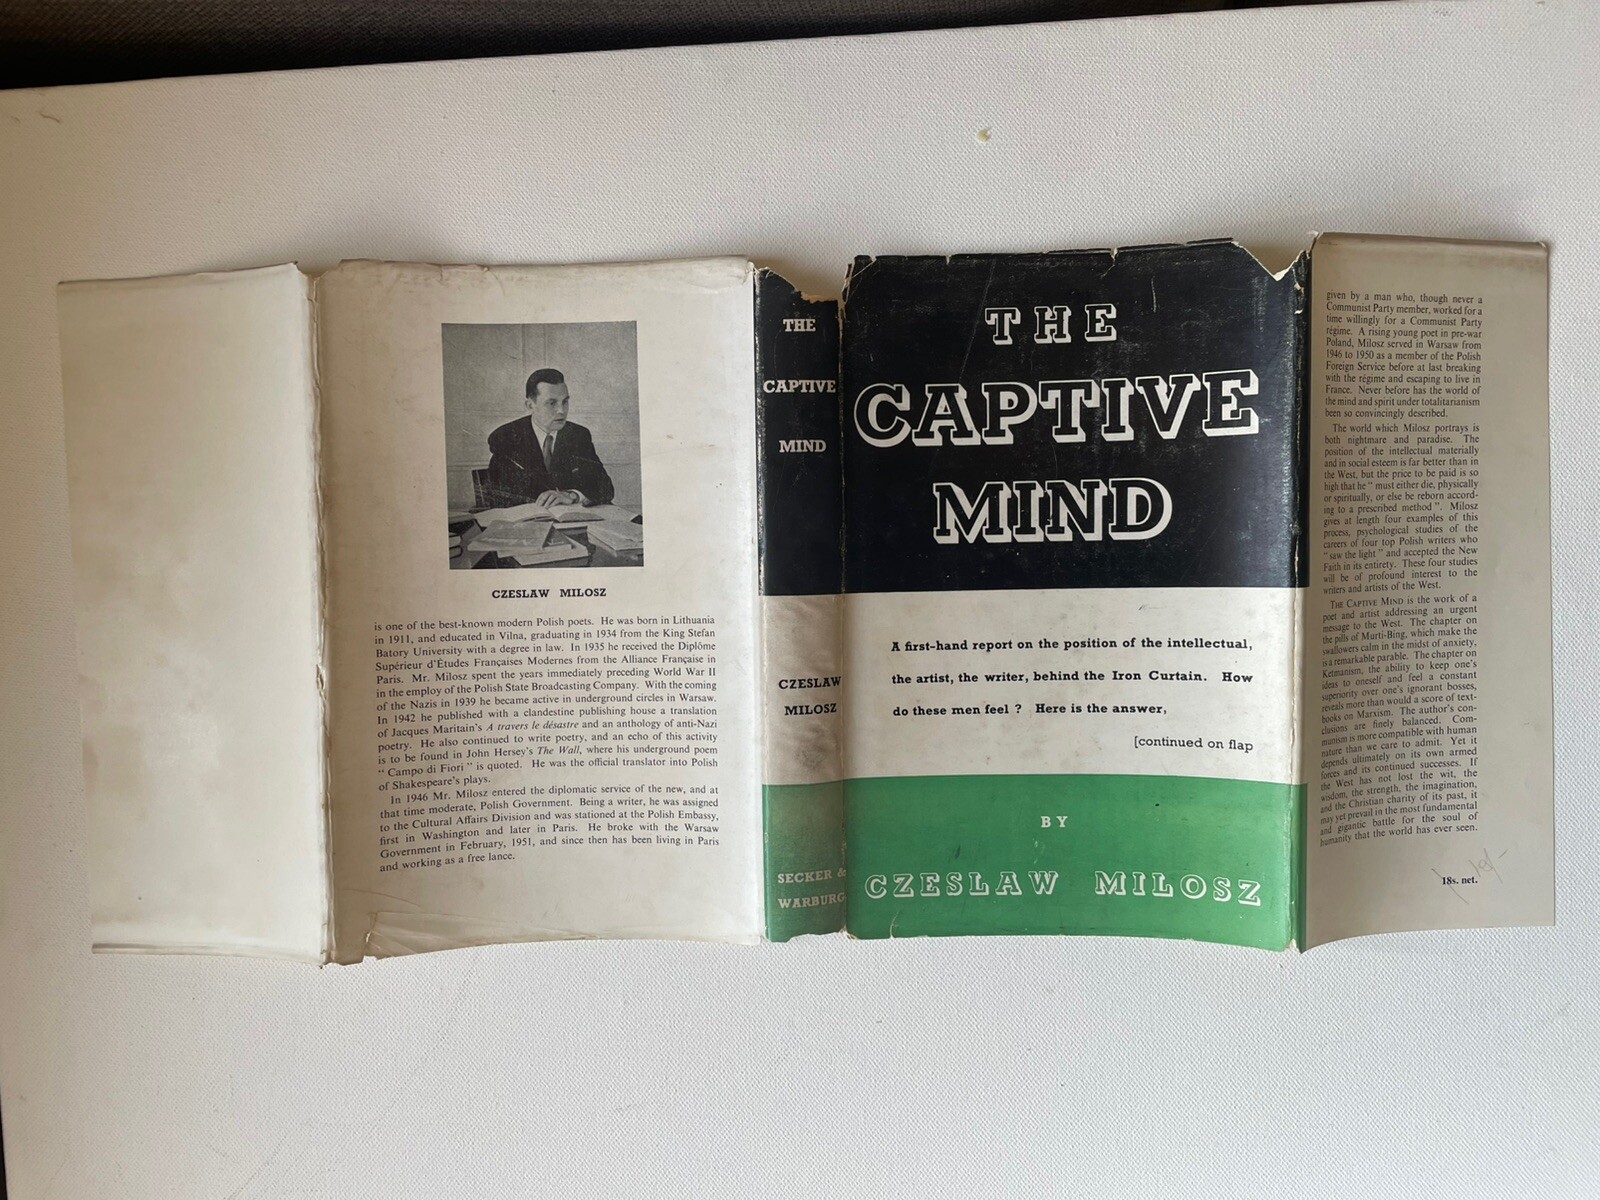 CZESLAW MILOSZ
is one of the best-known modern Polish poets. He was born in Lithuania
in 1911, and educated in Vilna, graduating in 1934 from the King Stefan
Batory University with a degree in law. In 1935 he received the Diplôme
Supérieur d'Études Françaises Modernes from the Alliance Française in
Paris. Mr. Milosz spent the years immediately preceding World War II
in the employ of the Polish State Broadcasting Company. With the coming
of the Nazis in 1939 he became active in underground circles in Warsaw.
In 1942 he published with a clandestine publishing house a translation
of Jacques Maritain's A travers le désastre and an anthology of anti-Nazi
poetry. He also continued to write poetry, and an echo of this activity
is to be found in John Hersey's The Wall, where his underground poem
" Campo di Fiori " is quoted. He was the official translator into Polish
of Shakespeare's plays.
In 1946 Mr. Milosz entered the diplomatic service of the new, and at
that time moderate, Polish Government. Being a writer, he was assigned
to the Cultural Affairs Division and was stationed at the Polish Embassy,
first in Washington and later in Paris. He broke with the Warsaw
Government in February, 1951, and since then has been living in Paris
and working as a free lance.
THE
CAPTIVE
MIND
CZESLAW
MILOSZ
SECKER &
WARBURG
THE
CAPTIVE
MIND
A first-hand report on the position of the intellectual,
the artist, the writer, behind the Iron Curtain. How
do these men feel ? Here is the answer,
[continued on flap
BY
CZESLAW MILOSZ
given by a man who, though never a
Communist Party member, worked for a
time willingly for a Communist Party
régime. A rising young poet in pre-war
Poland, Milosz served in Warsaw from
1946 to 1950 as a member of the Polish
Foreign Service before at last breaking
with the régime and escaping to live in
France. Never before has the world of
the mind and spirit under totalitarianism
been so convincingly described.
The world which Milosz portrays is
both nightmare and paradise. The
position of the intellectual materially
and in social esteem is far better than in
the West, but the price to be paid is so
high that he " must either die, physically
or spiritually, or else be reborn accord-
ing to a prescribed method ". Milosz
gives at length four examples of this
process, psychological studies of the
careers of four top Polish writers who
" saw the light " and accepted the New
Faith in its entirety. These four studies
will be of profound interest to the
writers and artists of the West.
THE CAPTIVE MIND is the work of a
poet and artist addressing an urgent
message to the West. The chapter on
the pills of Murti-Bing, which make the
swallowers calm in the midst of anxiety,
is a remarkable parable. The chapter on
Ketmanism, the ability to keep one's
ideas to oneself and feel a constant
superiority over one's ignorant bosses,
reveals more than would a score of text-
books on Marxism. The author's con-
clusions are finely balanced. Com-
munism is more compatible with human
nature than we care to admit. Yet it
depends ultimately on its own armed
forces and its continued successes. If
the West has not lost the wit, the
wisdom, the strength, the imagination,
and the Christian charity of its past, it
may yet prevail in the most fundamental
and gigantic battle for the soul of
humanity that the world has ever seen.
18s. net.